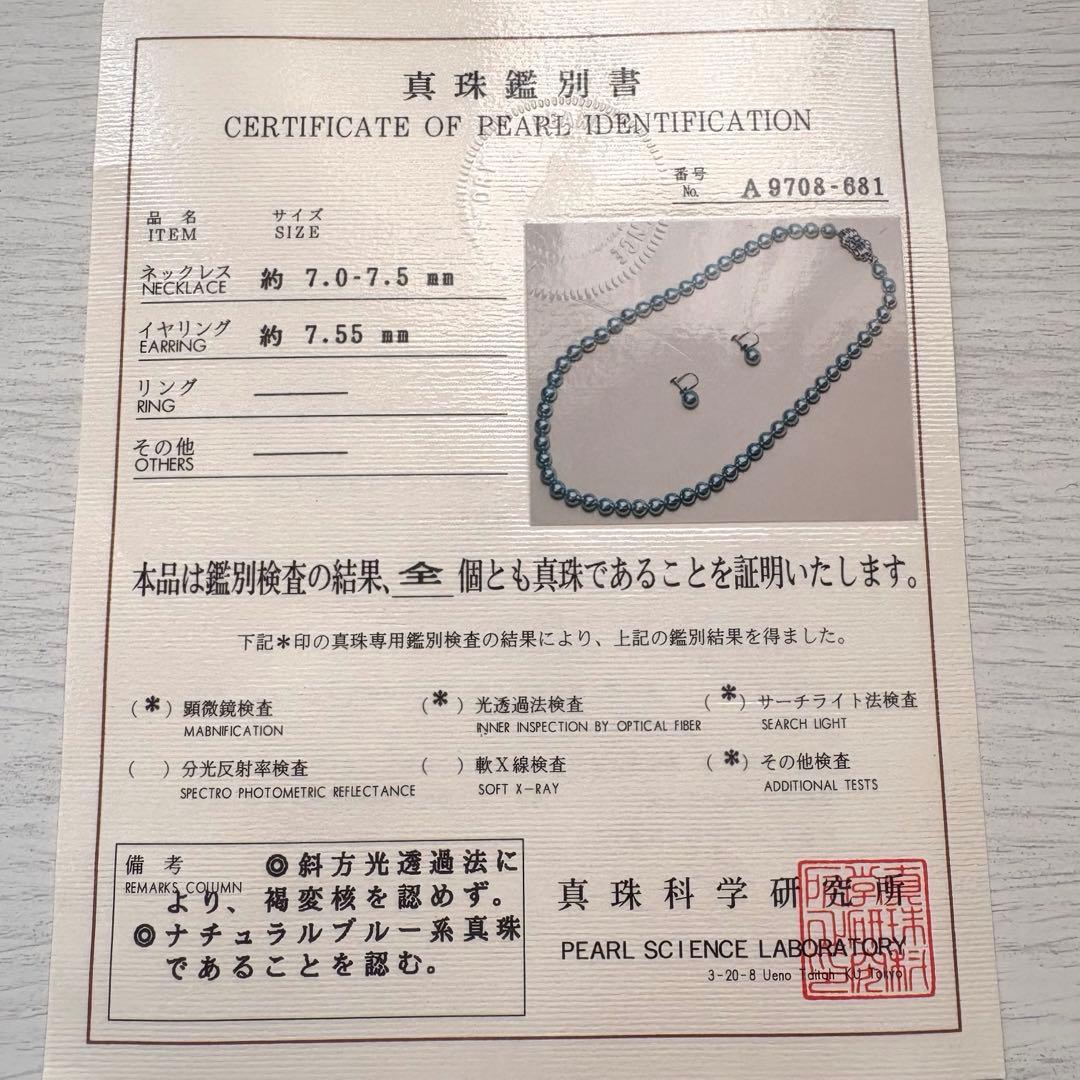 真珠鑑別書
CERTIFICATE OF PEARL IDENTIFICATION
番号
No. A 9708-681
品名 サイズ
ITEM SIZE
ネックレス 約 7.0-7.5 mm
NECKLACE
イヤリング 約 7.55 mm
EARRING
リング
RING
その他
OTHERS
本品は鑑別検査の結果、全 個とも真珠であることを証明いたします。
下記＊印の真珠専用鑑別検査の結果により、上記の鑑別結果を得ました。
(＊) 顕微鏡検査 (＊) 光透過法検査 (＊) サーチライト法検査
MABNIFICATION INNER INSPECTION BY OPTICAL FIBER SEARCH LIGHT
( ) 分光反射率検査 ( ) 軟X線検査 (＊) その他検査
SPECTRO PHOTOMETRIC REFLECTANCE SOFT X-RAY ADDITIONAL TESTS
備考 ◎斜方光透過法に
REMARKS COLUMN
より、褐変核を認めず。
◎ナチュラルブルー系真珠
であることを認む。
真珠科学研究所
PEARL SCIENCE LABORATORY
3-20-8 Ueno Taitoh KU Tokyo